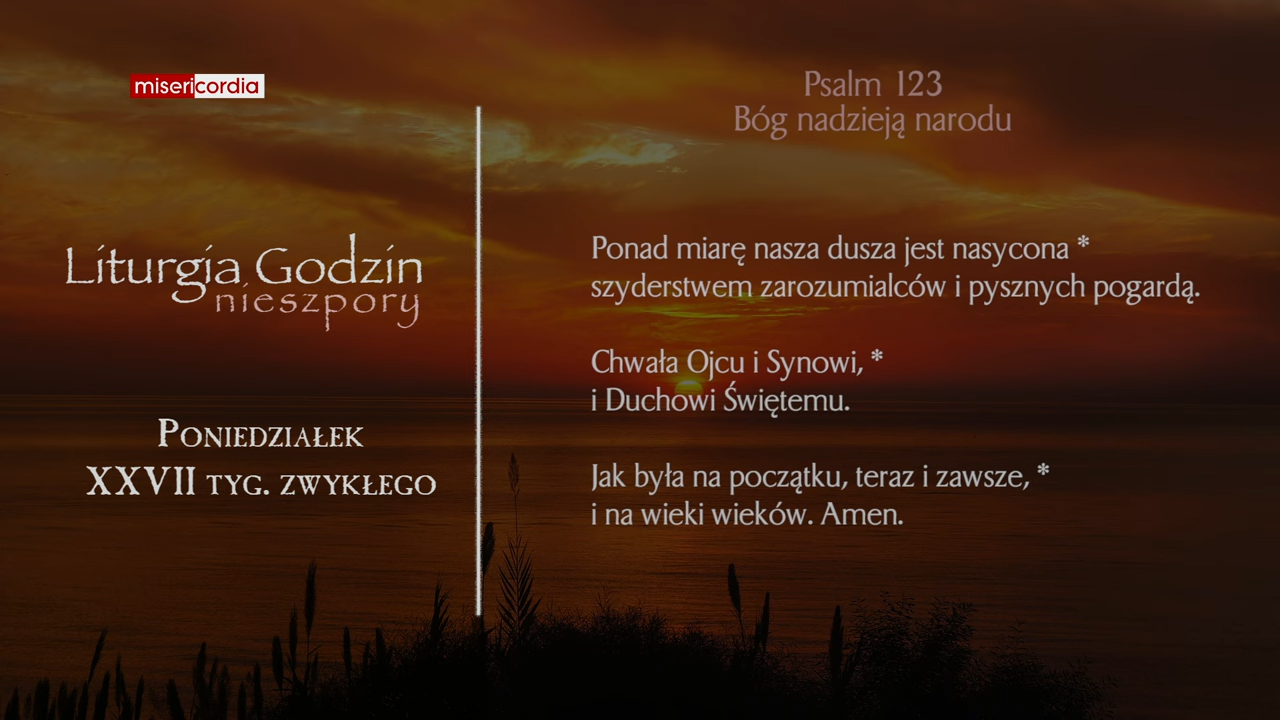 misericordia
Liturgia Godzin
nieszpory
Poniedziałek
XXVII tyg. zwykłego
Psalm 123
Bóg nadzieją narodu
Ponad miarę nasza dusza jest nasycona *
szyderstwem zarozumialców i pysznych pogardą.
Chwała Ojcu i Synowi, *
i Duchowi Świętemu.
Jak była na początku, teraz i zawsze, *
i na wieki wieków. Amen.